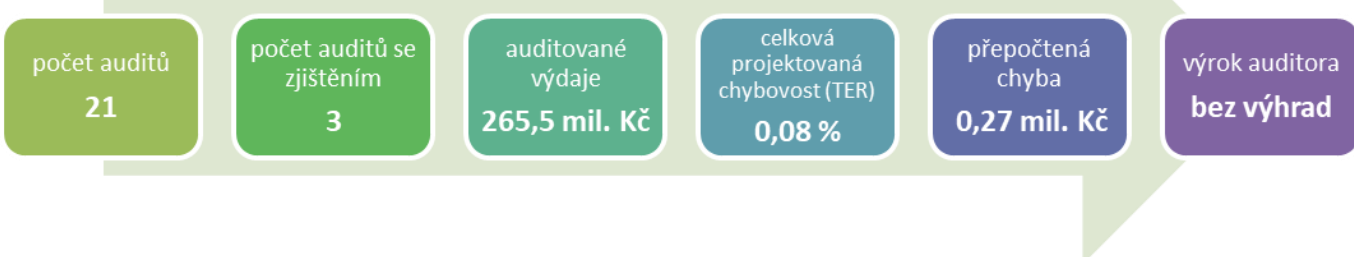 počet auditů
21
počet auditů se
zjištěním
3
auditované
výdaje
265,5 mil. Kč
celková
projektovaná
chybovost (TER)
0,08 %
přepočtená
chyba
0,27 mil. Kč
výrok auditora
bez výhrad